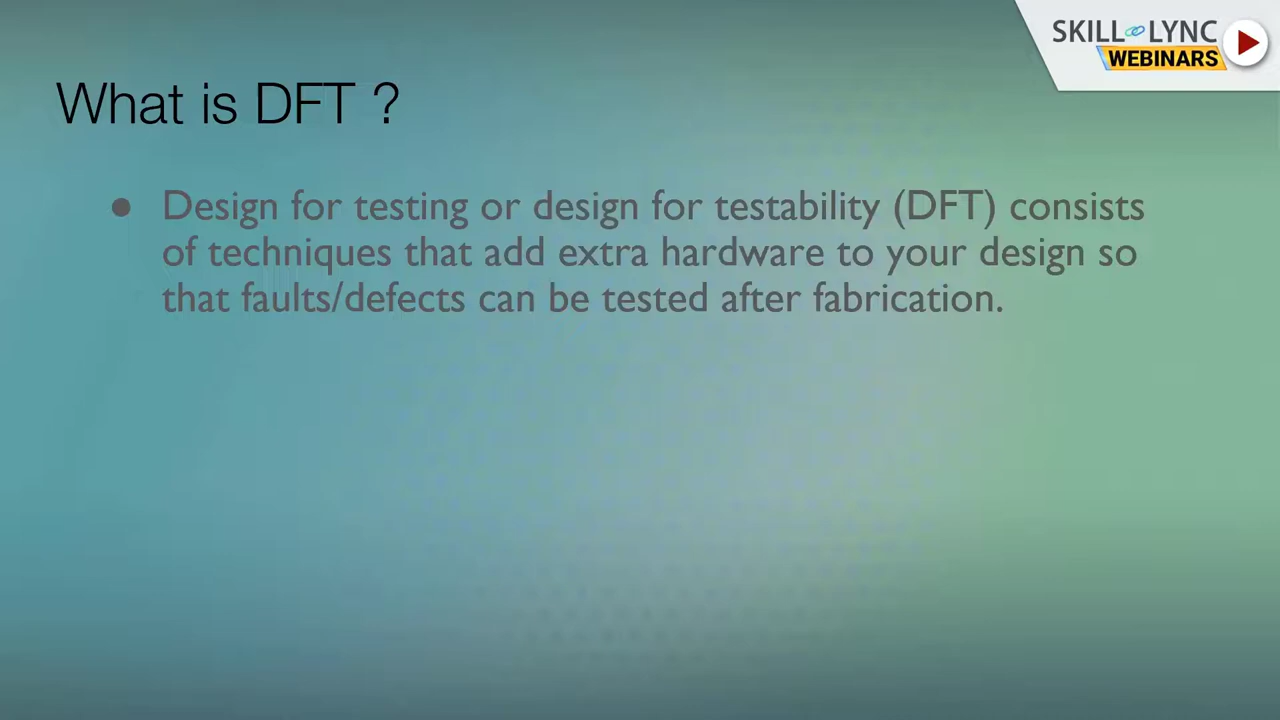 SKILL LYNC
WEBINARS
What is DFT ?
● Design for testing or design for testability (DFT) consists
of techniques that add extra hardware to your design so
that faults/defects can be tested after fabrication.